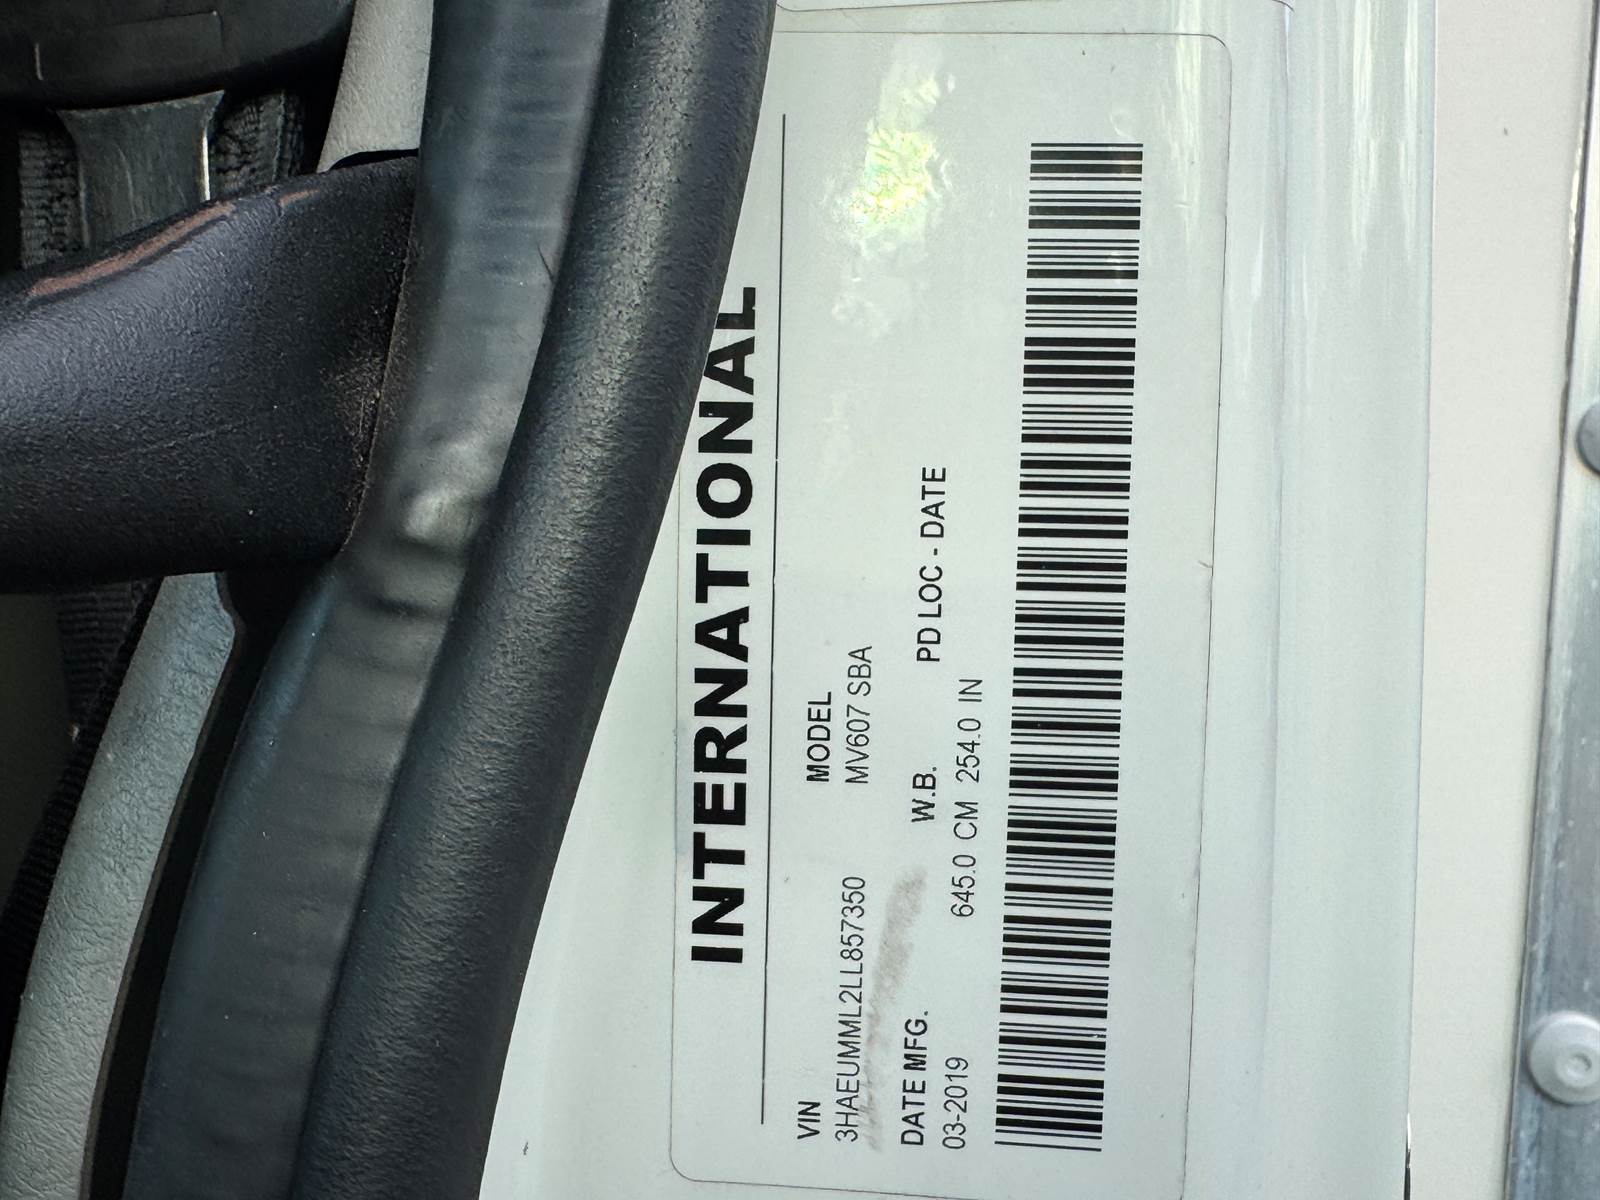 INTERNATIONAL
VIN MODEL
3HAEUMML2LL857350 MV607 SBA
DATE MFG. W.B. PD LOC - DATE
03-2019 645.0 CM 254.0 IN